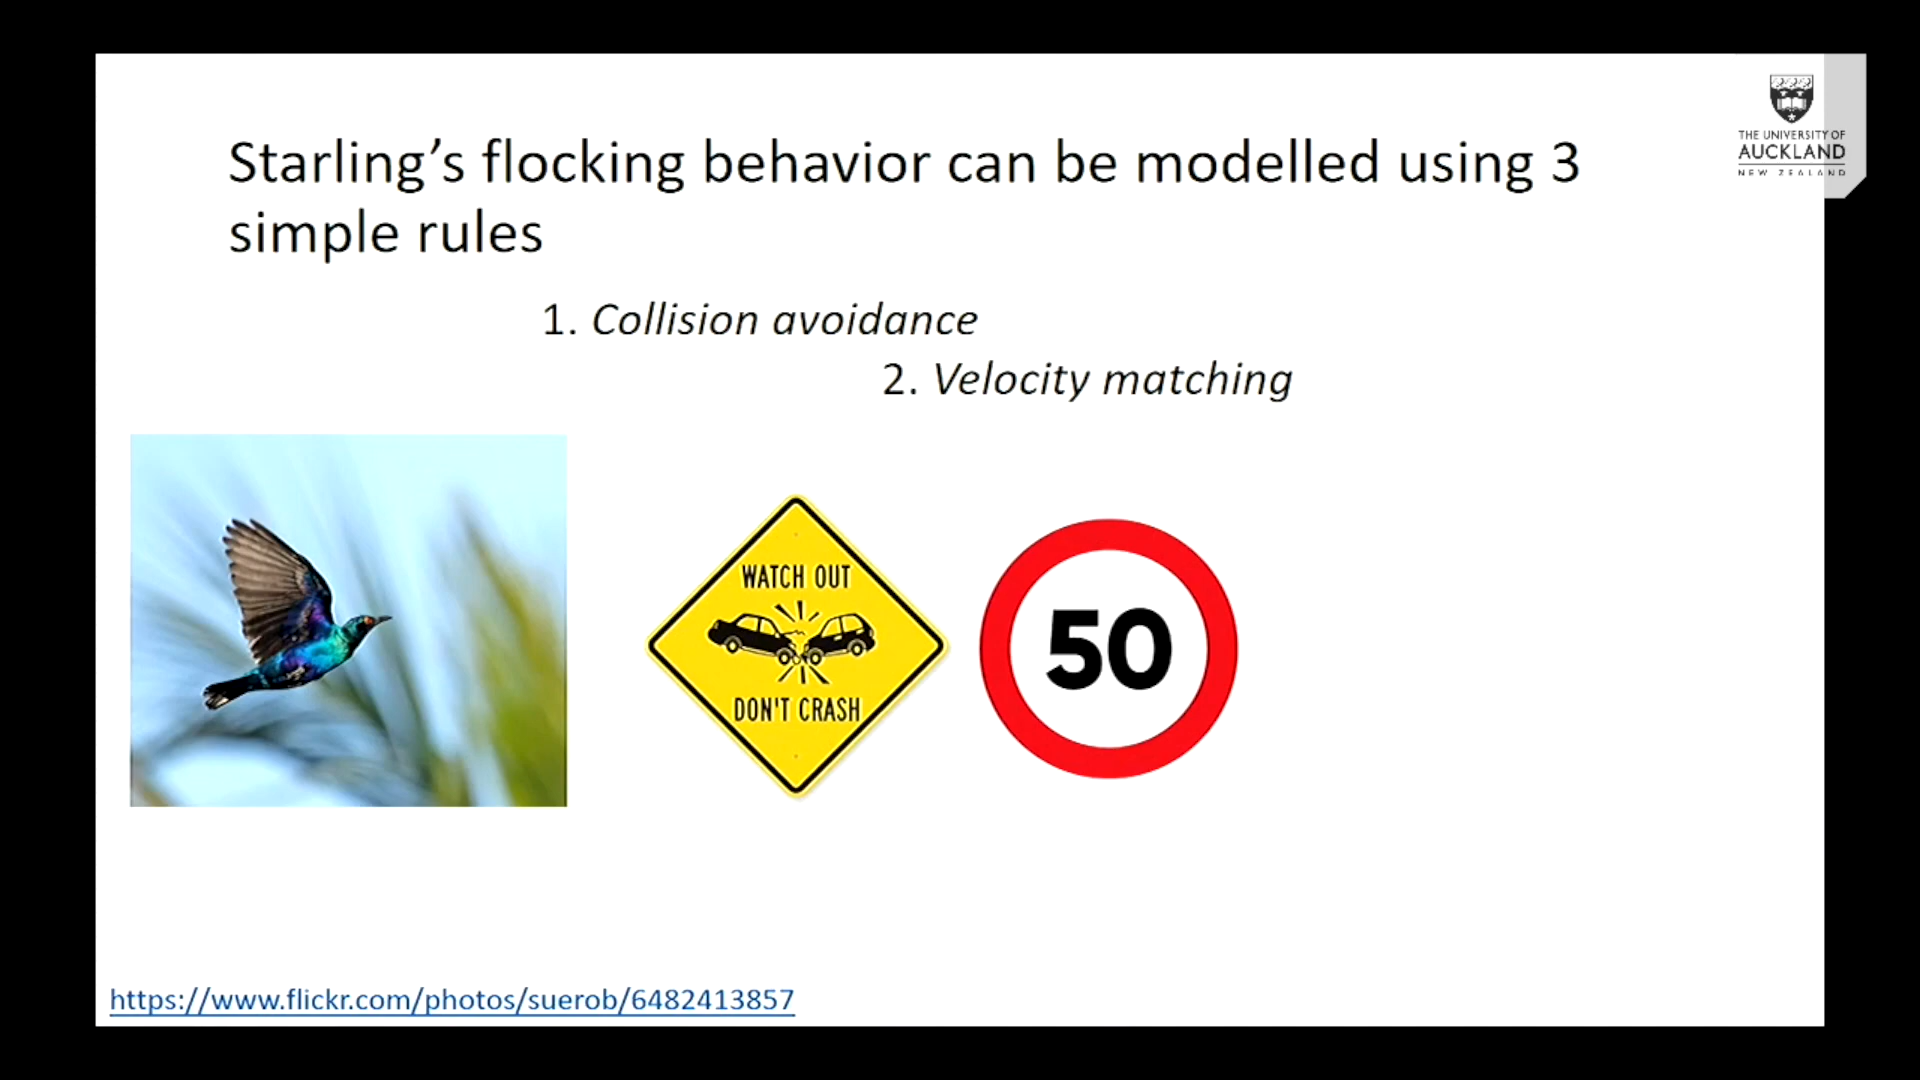 THE UNIVERSITY OF
AUCKLAND
NEW ZEALAND
Starling’s flocking behavior can be modelled using 3
simple rules
1. Collision avoidance
2. Velocity matching
WATCH OUT
DON'T CRASH
50
https://www.flickr.com/photos/suerob/6482413857